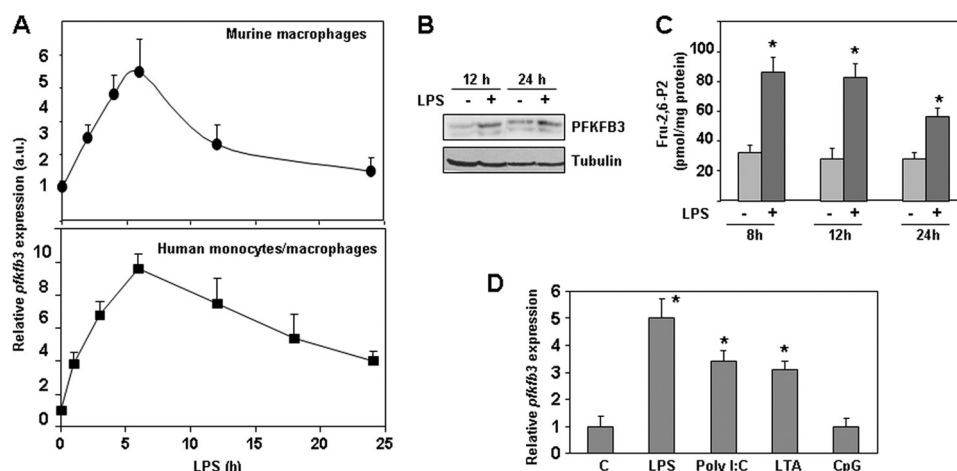 A
Murine macrophages
6
5
4
3
2
1
Human monocytes/macrophages
10
8
6
4
2
0
0 5 10 15 20 25
LPS (h)
Relative pfkfb3 expression (a.u.)
B
12 h 24 h
LPS - + - +
PFKFB3
Tubulin
C
Fru-2,6-P2
(pmol/mg protein)
100
80
60
40
20
* * *
LPS - + - + - +
8h 12h 24h
D
Relative pfkfb3 expression
6
5
4
3
2
1
0
* * *
C LPS Poly I:C LTA CpG